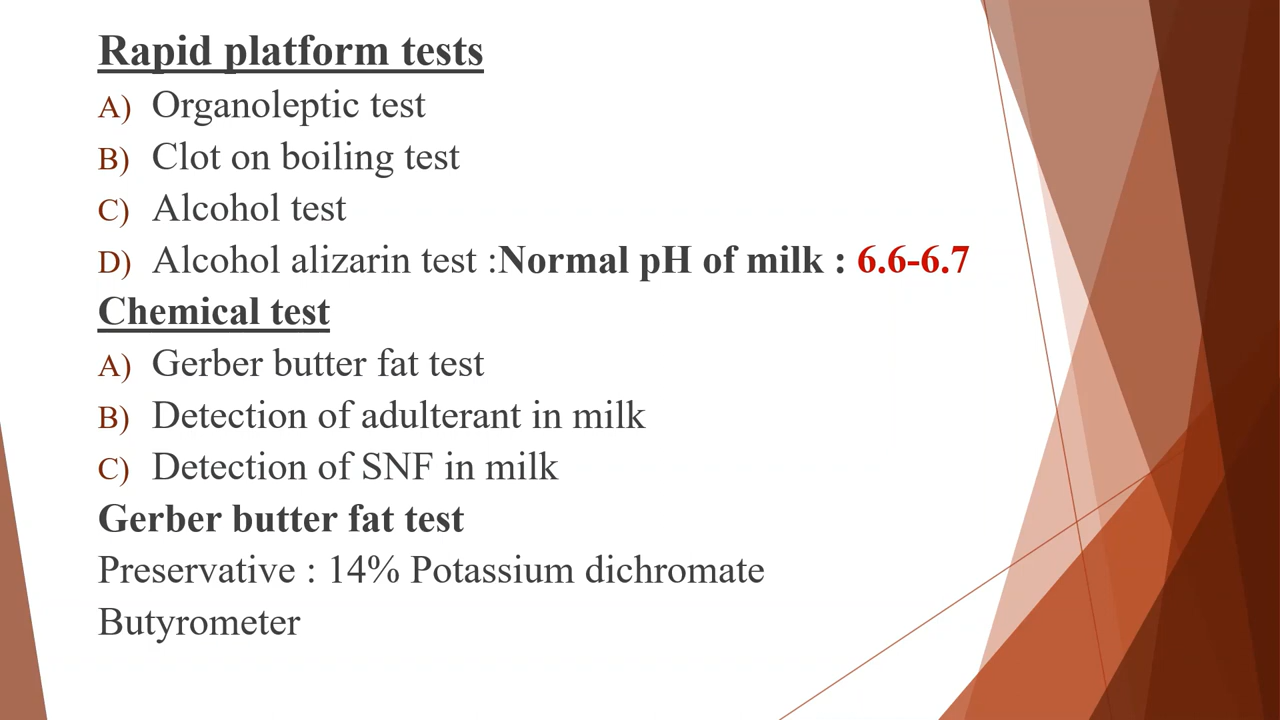 Rapid platform tests
A) Organoleptic test
B) Clot on boiling test
C) Alcohol test
D) Alcohol alizarin test :Normal pH of milk : 6.6-6.7
Chemical test
A) Gerber butter fat test
B) Detection of adulterant in milk
C) Detection of SNF in milk
Gerber butter fat test
Preservative : 14% Potassium dichromate
Butyrometer